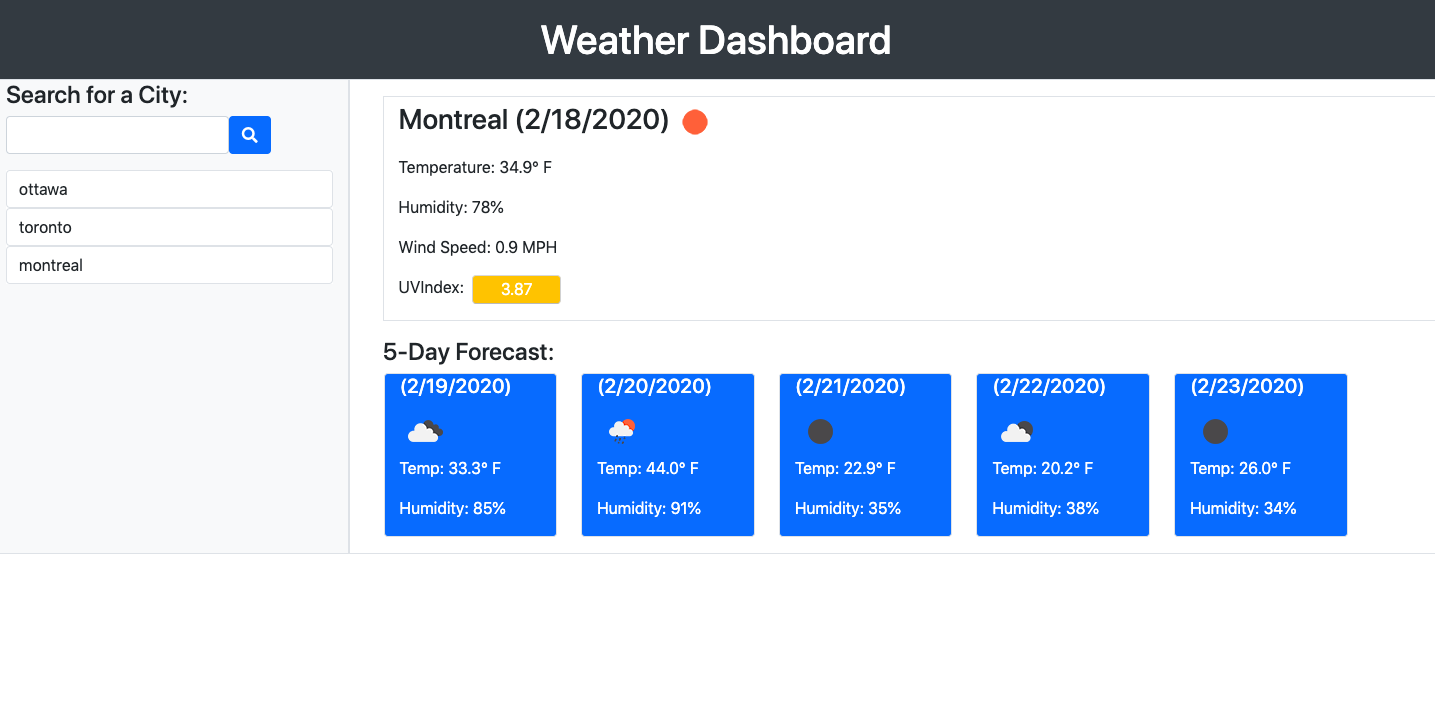 Weather Dashboard
Search for a City:
ottawa
toronto
montreal
Montreal (2/18/2020)
Temperature: 34.9° F
Humidity: 78%
Wind Speed: 0.9 MPH
UVIndex: 3.87
5-Day Forecast:
(2/19/2020)
Temp: 33.3° F
Humidity: 85%
(2/20/2020)
Temp: 44.0° F
Humidity: 91%
(2/21/2020)
Temp: 22.9° F
Humidity: 35%
(2/22/2020)
Temp: 20.2° F
Humidity: 38%
(2/23/2020)
Temp: 26.0° F
Humidity: 34%